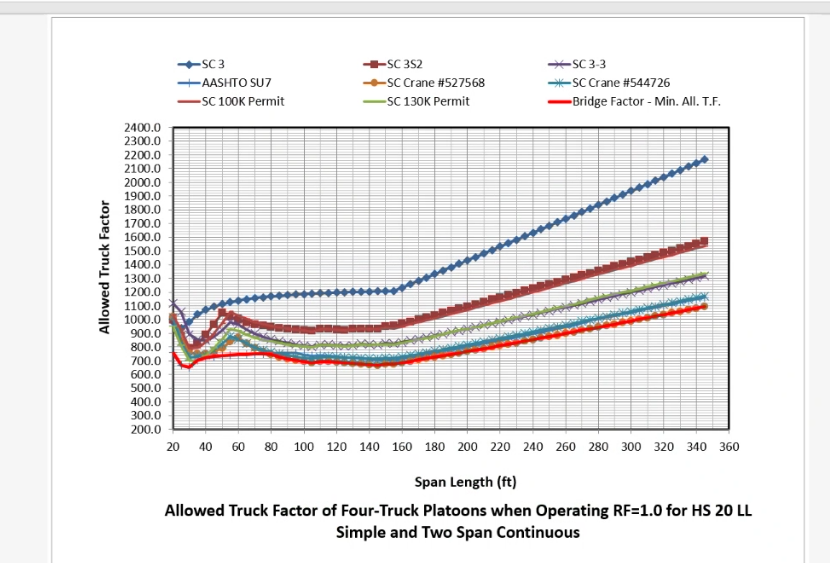 SC 3
SC 3S2
SC 3-3
AASHTO SU7
SC Crane #527568
SC Crane #544726
SC 100K Permit
SC 130K Permit
Bridge Factor - Min. All. T.F.
Allowed Truck Factor
2400.0
2300.0
2200.0
2100.0
2000.0
1900.0
1800.0
1700.0
1600.0
1500.0
1400.0
1300.0
1200.0
1100.0
1000.0
900.0
800.0
700.0
600.0
500.0
400.0
300.0
200.0
20 40 60 80 100 120 140 160 180 200 220 240 260 280 300 320 340 360
Span Length (ft)
Allowed Truck Factor of Four-Truck Platoons when Operating RF=1.0 for HS 20 LL
Simple and Two Span Continuous